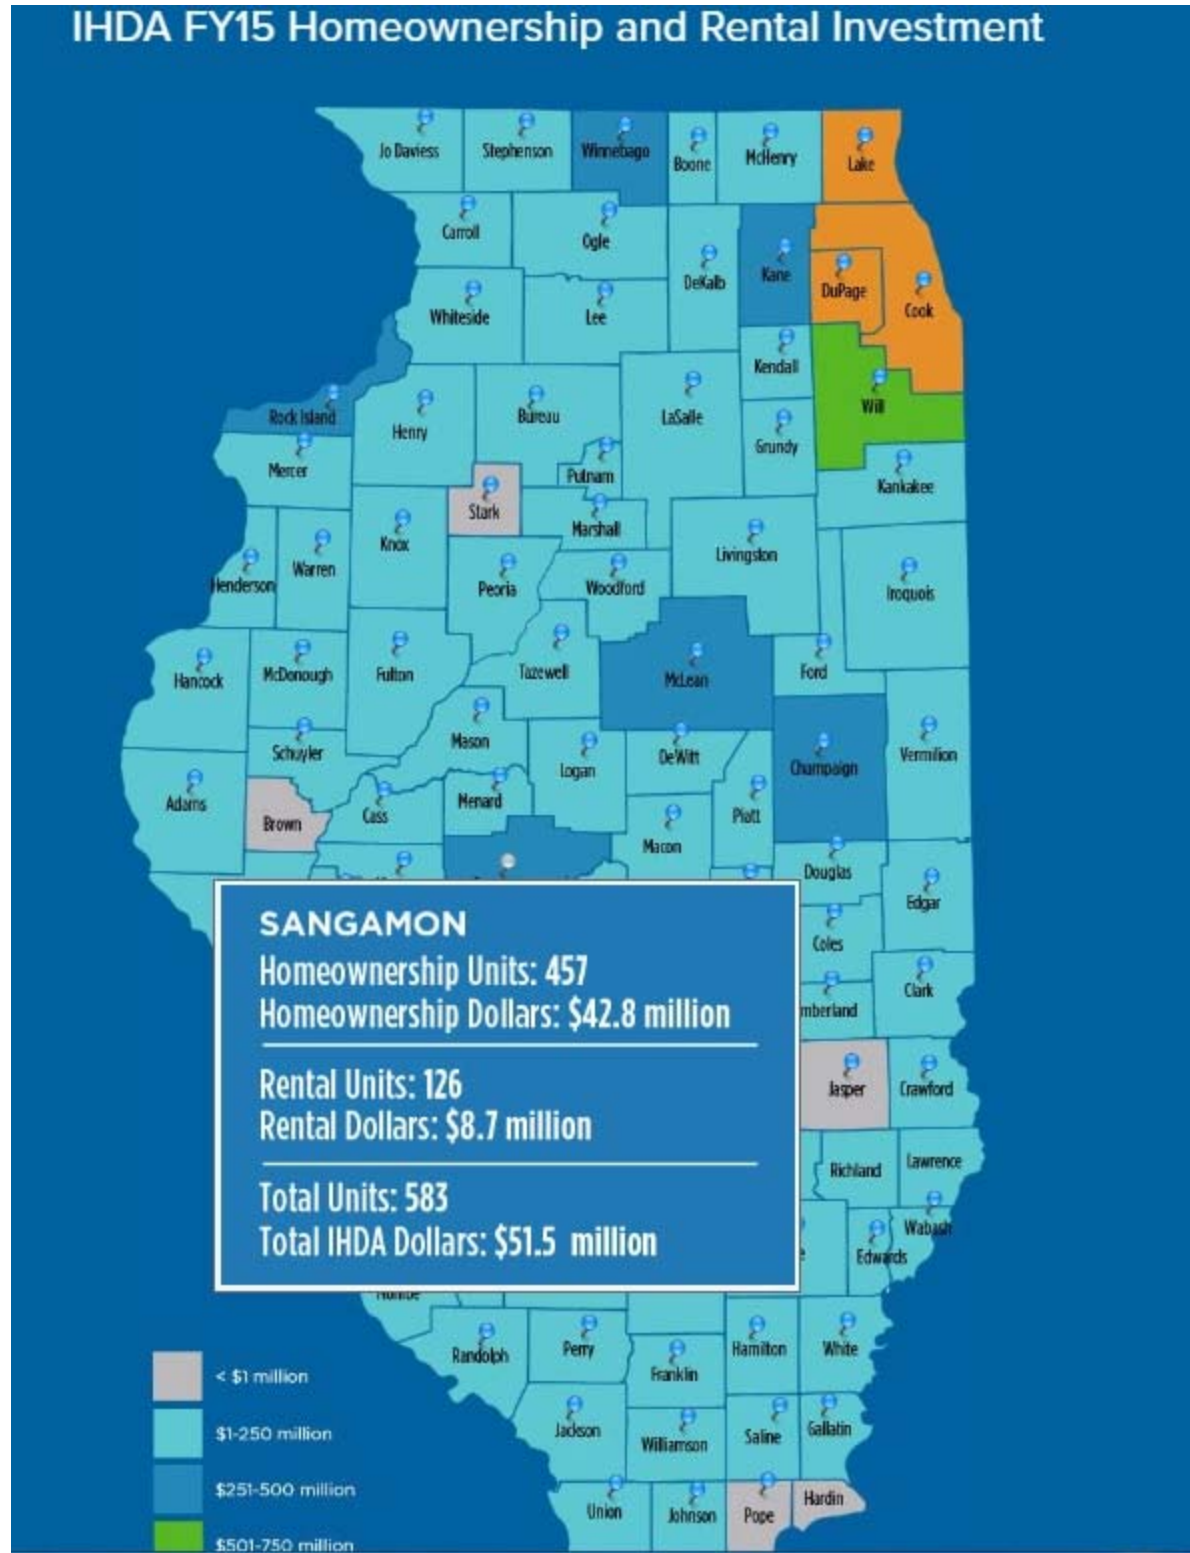 IHDA FY15 Homeownership and Rental Investment
Jo Daviess
Stephenson
Winnebago
Boone
McHenry
Lake
Carroll
Ogle
DeKalb
Kane
DuPage
Cook
Whiteside
Lee
Kendall
Will
Rock Island
Henry
Bureau
LaSalle
Grundy
Mercer
Putnam
Kankakee
Stark
Marshall
Henderson
Warren
Knox
Peoria
Woodford
Livingston
Iroquois
Hancock
McDonough
Fulton
Tazewell
McLean
Ford
Schuyler
Mason
Logan
DeWitt
Champaign
Vermilion
Adams
Brown
Cass
Menard
Macon
Piatt
Douglas
Edgar
Coles
Clark
mberland
Jasper
Crawford
Richland
Lawrence
Wabash
Edwards
SANGAMON
Homeownership Units: 457
Homeownership Dollars: $42.8 million
Rental Units: 126
Rental Dollars: $8.7 million
Total Units: 583
Total IHDA Dollars: $51.5 million
Randolph
Perry
Franklin
Hamilton
White
Jackson
Williamson
Saline
Gallatin
Union
Johnson
Pope
Hardin
< $1 million
$1-250 million
$251-500 million
$501-750 million